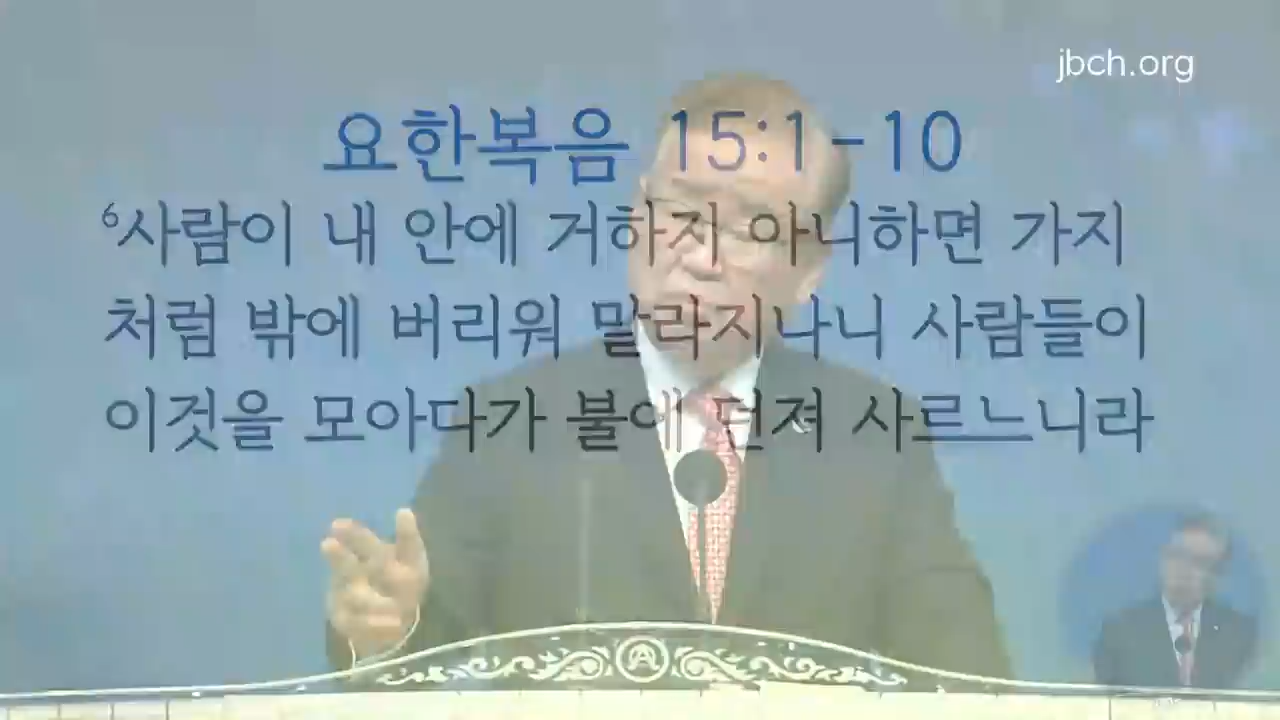 jbch.org
요한복음 15:1-10
6사람이 내 안에 거하지 아니하면 가지
처럼 밖에 버리워 말라지나니 사람들이
이것을 모아다가 불에 던져 사르느니라